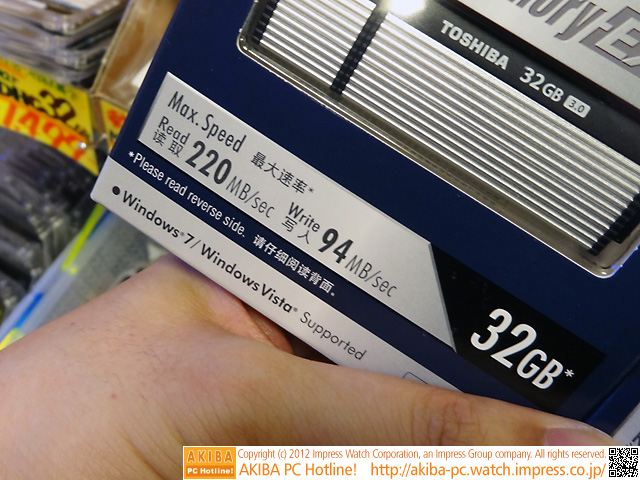 TOSHIBA 32GB 3.0
Max. Speed 最大速率*
Read 220 MB/sec Write 94 MB/sec
读取 写入
*Please read reverse side. 请仔细阅读背面。
●Windows®7/Windows Vista® Supported
32GB*
AKIBA
PC Hotline!
Copyright (c) 2012 Impress Watch Corporation, an Impress Group company. All rights reserved.
AKIBA PC Hotline! http://akiba-pc.watch.impress.co.jp/